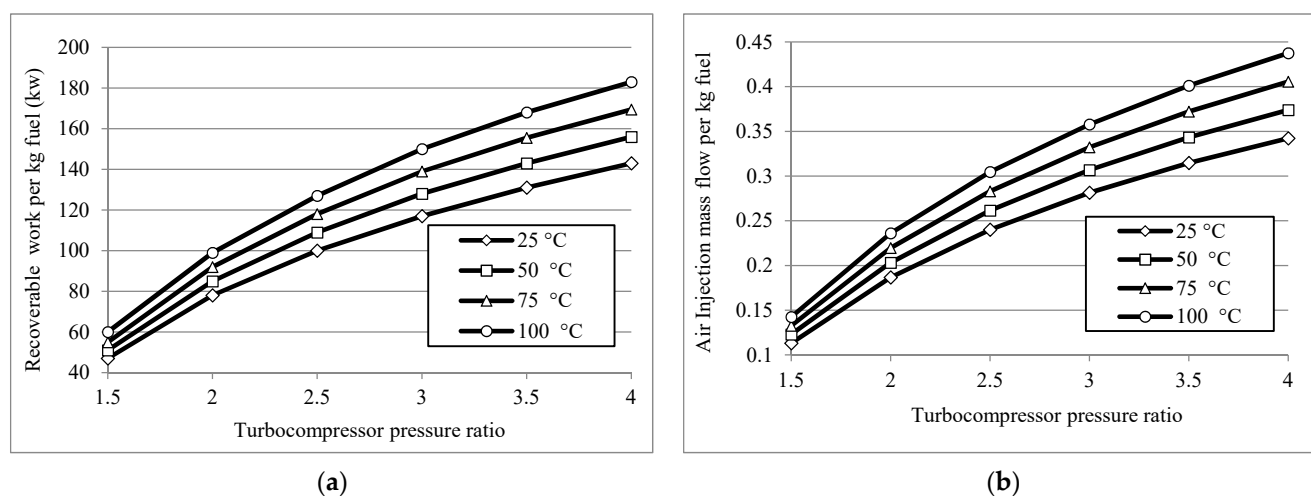 Recoverable work per kg fuel (kw)
200
180
160
140
120
100
80
60
40
1.5 2 2.5 3 3.5 4
Turbocompressor pressure ratio
25 °C
50 °C
75 °C
100 °C
(a)
Air Injection mass flow per kg fuel
0.45
0.4
0.35
0.3
0.25
0.2
0.15
0.1
1.5 2 2.5 3 3.5 4
Turbocompressor pressure ratio
25 °C
50 °C
75 °C
100 °C
(b)